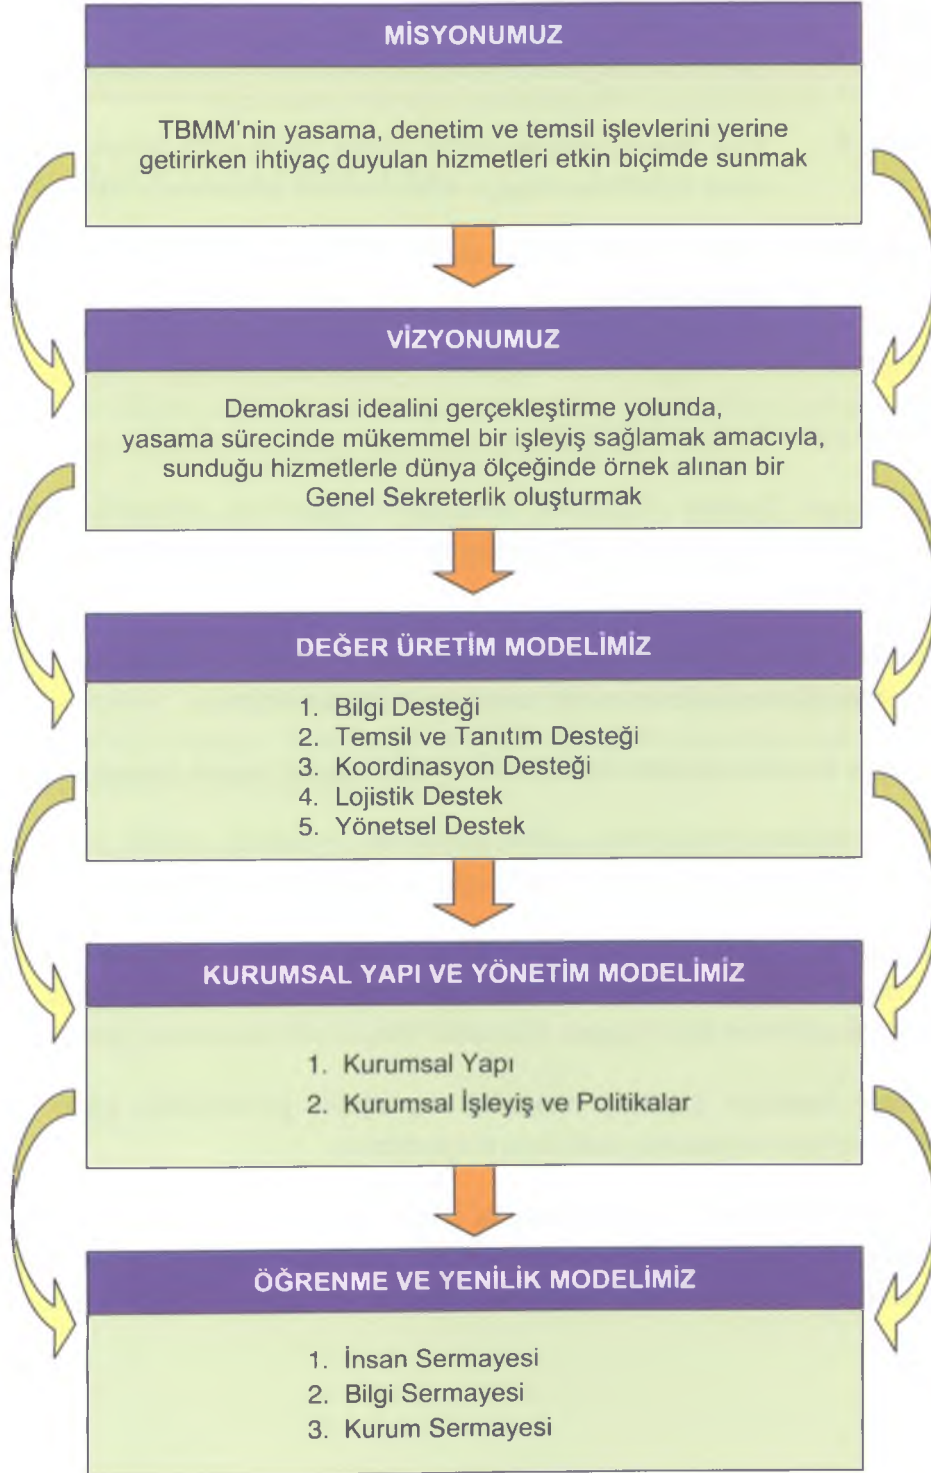 MİSYONUMUZ
TBMM'nin yasama, denetim ve temsil işlevlerini yerine
getirirken ihtiyaç duyulan hizmetleri etkin biçimde sunmak
VİZYONUMUZ
Demokrasi idealini gerçekleştirme yolunda,
yasama sürecinde mükemmel bir işleyiş sağlamak amacıyla,
sunduğu hizmetlerle dünya ölçeğinde örnek alınan bir
Genel Sekreterlik oluşturmak
DEĞER ÜRETİM MODELİMİZ
1. Bilgi Desteği
2. Temsil ve Tanıtım Desteği
3. Koordinasyon Desteği
4. Lojistik Destek
5. Yönetsel Destek
KURUMSAL YAPI VE YÖNETİM MODELİMİZ
1. Kurumsal Yapı
2. Kurumsal İşleyiş ve Politikalar
ÖĞRENME VE YENİLİK MODELİMİZ
1. İnsan Sermayesi
2. Bilgi Sermayesi
3. Kurum Sermayesi